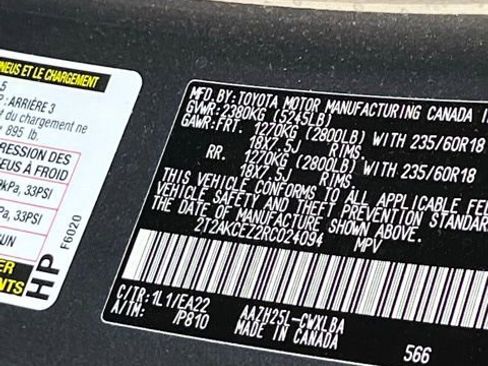 NEUS ET LE CHARGEMENT
5
P :ARRIÈRE 3
du chargement ne
895 lb.
RESSION DES
EUS À FROID
kPa, 33PSI
Pa, 33PSI
UN
ER
ENTS
HP
F6020
MFD.BY:TOYOTA MOTOR MANUFACTURING CANADA I
GVWR:2380KG (5245LB)
GAWR:FRT. 1270KG (2800LB) WITH 235/60R18
18X7.5J RIMS.
RR. 1270KG (2800LB) WITH 235/60R18
18X7.5J RIMS.
THIS VEHICLE CONFORMS TO ALL APPLICABLE FE
VEHICLE SAFETY AND THEFT PREVENTION STANDAR
THE DATE OF MANUFACTURE SHOWN ABOVE.
2T2AKCEZ2RC024094 MPV
C/TR:1L1/EA22 AAZH25L-CWXLBA
A/TM: /P810 MADE IN CANADA
566